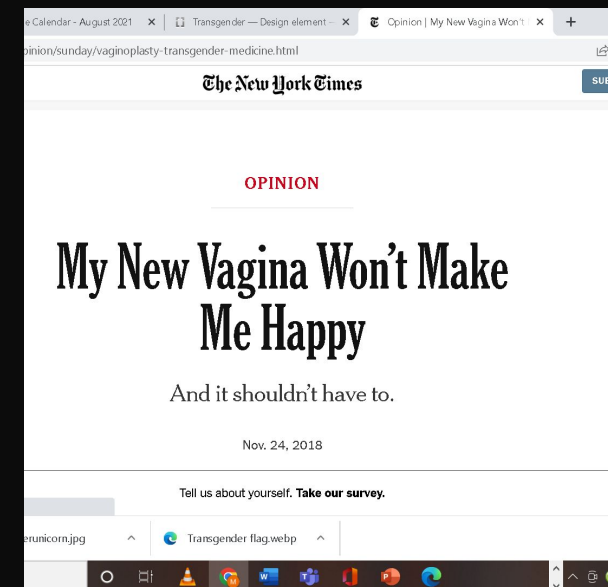 e Calendar - August 2021
Transgender — Design element -
Opinion | My New Vagina Won't
pinion/sunday/vaginoplasty-transgender-medicine.html
The New York Times
SUB
OPINION
My New Vagina Won't Make
Me Happy
And it shouldn't have to.
Nov. 24, 2018
Tell us about yourself. Take our survey.
erunicorn.jpg
Transgender flag.webp